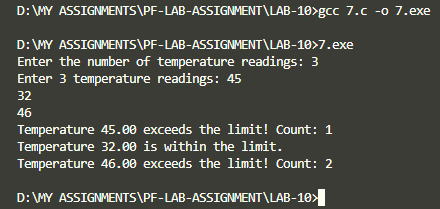 D:\MY ASSIGNMENTS\PF-LAB-ASSIGNMENT\LAB-10>gcc 7.c -o 7.exe
D:\MY ASSIGNMENTS\PF-LAB-ASSIGNMENT\LAB-10>7.exe
Enter the number of temperature readings: 3
Enter 3 temperature readings: 45
32
46
Temperature 45.00 exceeds the limit! Count: 1
Temperature 32.00 is within the limit.
Temperature 46.00 exceeds the limit! Count: 2
D:\MY ASSIGNMENTS\PF-LAB-ASSIGNMENT\LAB-10>